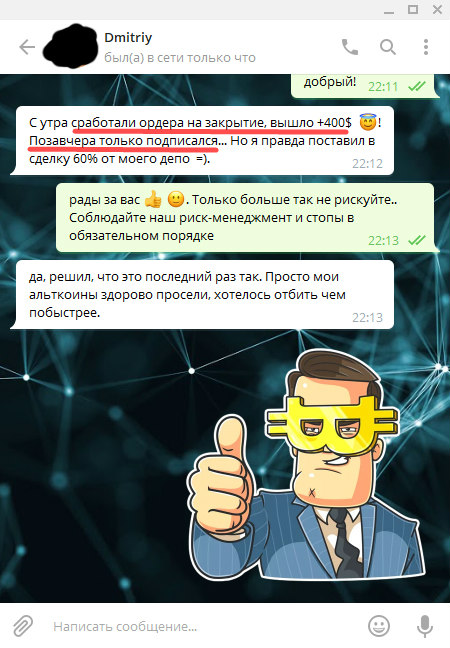 Dmitriy
был(а) в сети только что
добрый! 22:11
С утра сработали ордера на закрытие, вышло +400$ 😇!
Позавчера только подписался... Но я правда поставил в
сделку 60% от моего депо =).
22:12
рады за вас 👍 🙂. Только больше так не рискуйте..
Соблюдайте наш риск-менеджмент и стопы в
обязательном порядке
22:13
да, решил, что это последний раз так. Просто мои
альткоины здорово просели, хотелось отбить чем
побыстрее.
22:13
Написать сообщение...